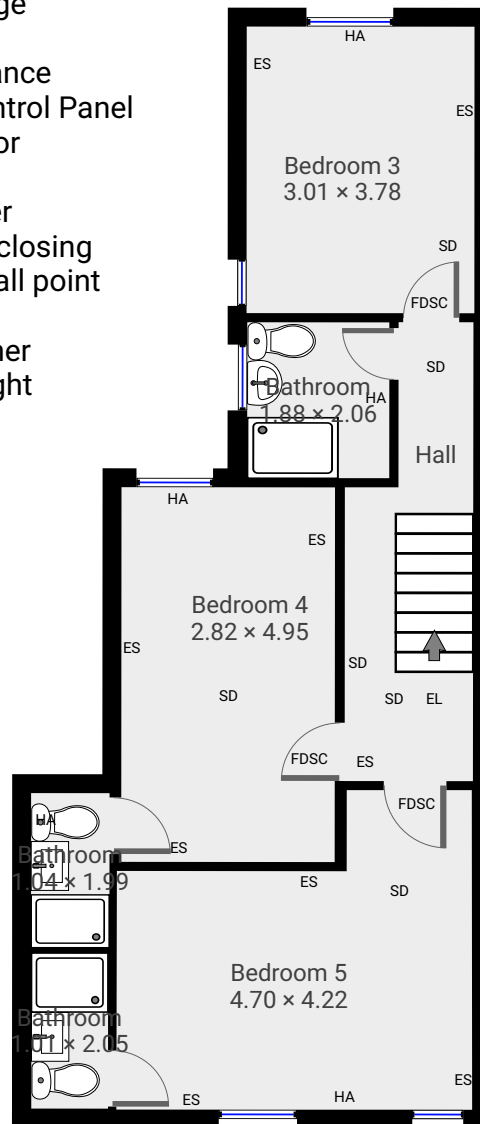 ge
ance
ntrol Panel
or
er
closing
all point
ner
ght
HA
ES
ES
Bedroom 3
3.01 × 3.78
SD
FDSC
SD
Bathroom
HA
1.88 × 2.06
Hall
HA
ES
Bedroom 4
2.82 × 4.95
ES
SD
SD
SD EL
FDSC
ES
FDSC
HA
ES
Bathroom
1.04 × 1.99
ES
SD
Bedroom 5
4.70 × 4.22
Bathroom
1.01 × 2.05
ES
HA
ES